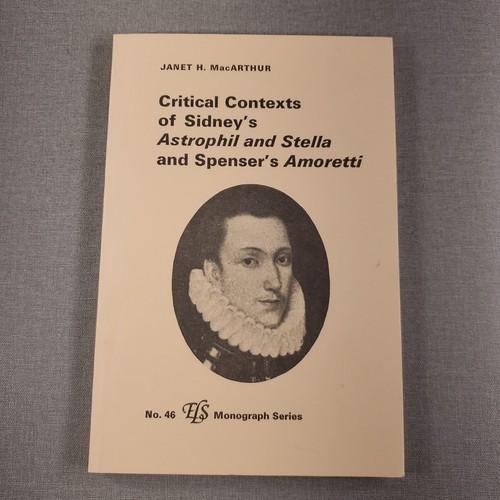 JANET H. MacARTHUR
Critical Contexts
of Sidney's
Astrophil and Stella
and Spenser's Amoretti
No. 46 ELS Monograph Series